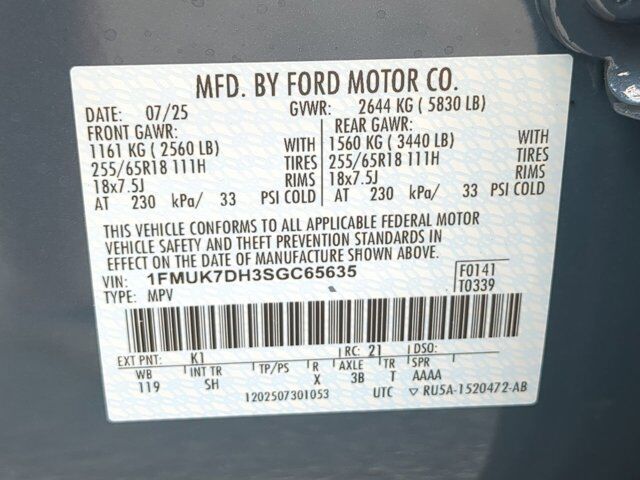 MFD. BY FORD MOTOR CO.
DATE: 07/25 GVWR: 2644 KG ( 5830 LB)
FRONT GAWR: REAR GAWR:
1161 KG ( 2560 LB) WITH 1560 KG ( 3440 LB) WITH
255/65R18 111H TIRES 255/65R18 111H TIRES
18x7.5J RIMS 18x7.5J RIMS
AT 230 kPa/ 33 PSI COLD AT 230 kPa/ 33 PSI COLD
THIS VEHICLE CONFORMS TO ALL APPLICABLE FEDERAL MOTOR
VEHICLE SAFETY AND THEFT PREVENTION STANDARDS IN
EFFECT ON THE DATE OF MANUFACTURE SHOWN ABOVE.
VIN: 1FMUK7DH3SGC65635 F0141
TYPE: MPV T0339
EXT PNT: K1 RC: 21 DSO:
WB INT TR TP/PS R AXLE TR SPR
119 SH X 3B T AAAA
1202507301053 UTC ▽ RU5A-1520472-AB